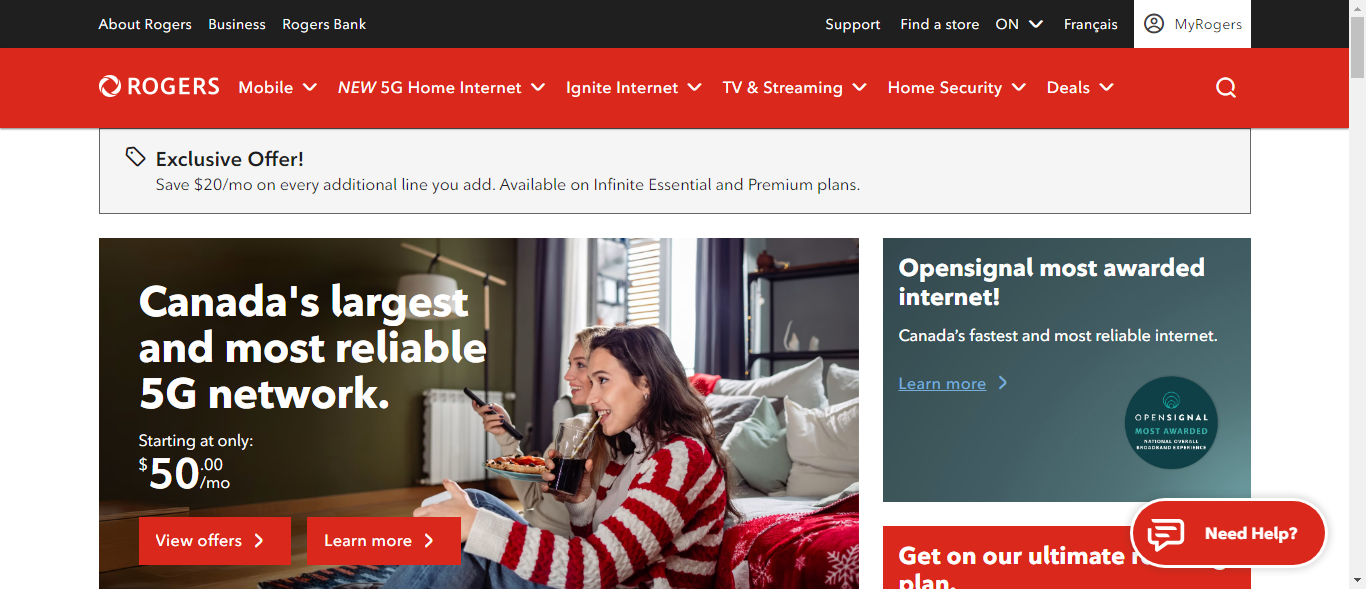 About Rogers Business Rogers Bank Support Find a store ON Français MyRogers
ROGERS Mobile NEW 5G Home Internet Ignite Internet TV & Streaming Home Security Deals
Exclusive Offer!
Save $20/mo on every additional line you add. Available on Infinite Essential and Premium plans.
Canada's largest
and most reliable
5G network.
Starting at only:
$50.00/mo
View offers Learn more
Opensignal most awarded
internet!
Canada's fastest and most reliable internet.
Learn more
OPENSIGNAL
MOST AWARDED
NATIONAL OVERALL
BROADBAND EXPERIENCE
Get on our ultimate
plan.
Need Help?